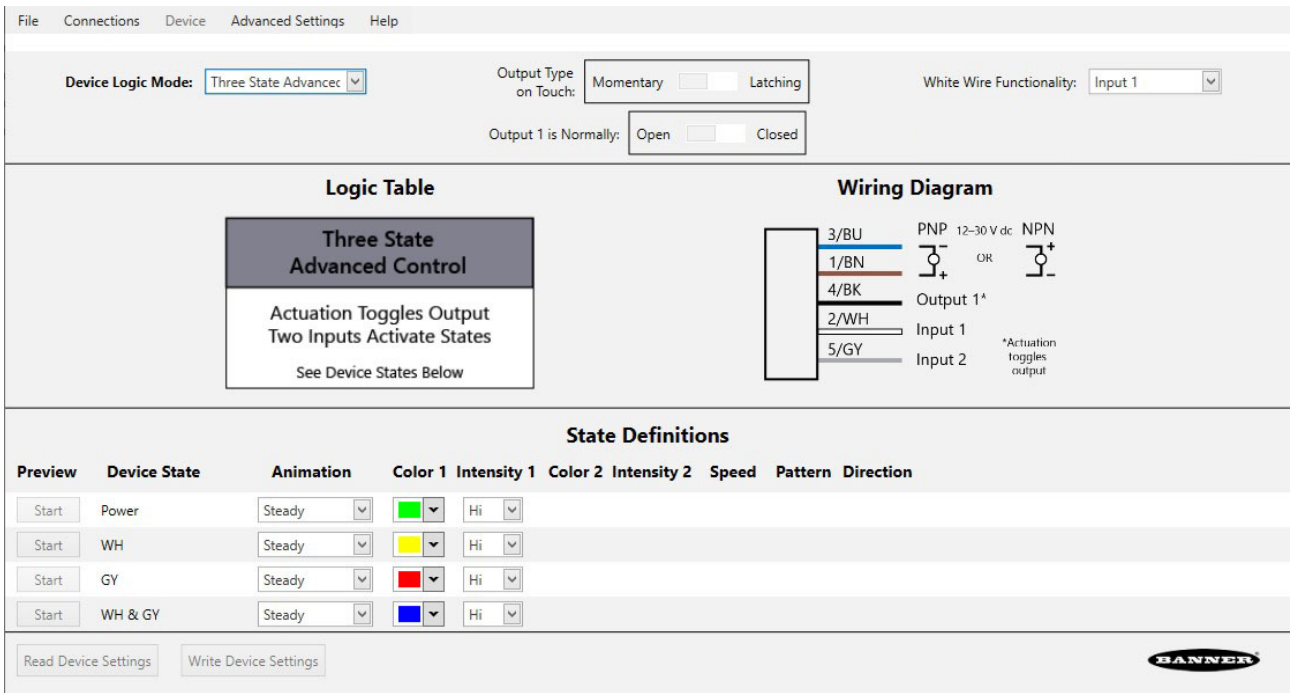 File Connections Device Advanced Settings Help
Device Logic Mode: Three State Advancec
Output Type
on Touch: Momentary Latching
White Wire Functionality: Input 1
Output 1 is Normally: Open Closed
Logic Table
Three State
Advanced Control
Actuation Toggles Output
Two Inputs Activate States
See Device States Below
Wiring Diagram
3/BU PNP 12–30 V dc NPN
1/BN OR
4/BK Output 1*
2/WH Input 1
5/GY Input 2
*Actuation
toggles
output
State Definitions
Preview Device State Animation Color 1 Intensity 1 Color 2 Intensity 2 Speed Pattern Direction
Start Power Steady Hi
Start WH Steady Hi
Start GY Steady Hi
Start WH & GY Steady Hi
Read Device Settings Write Device Settings
BANNER